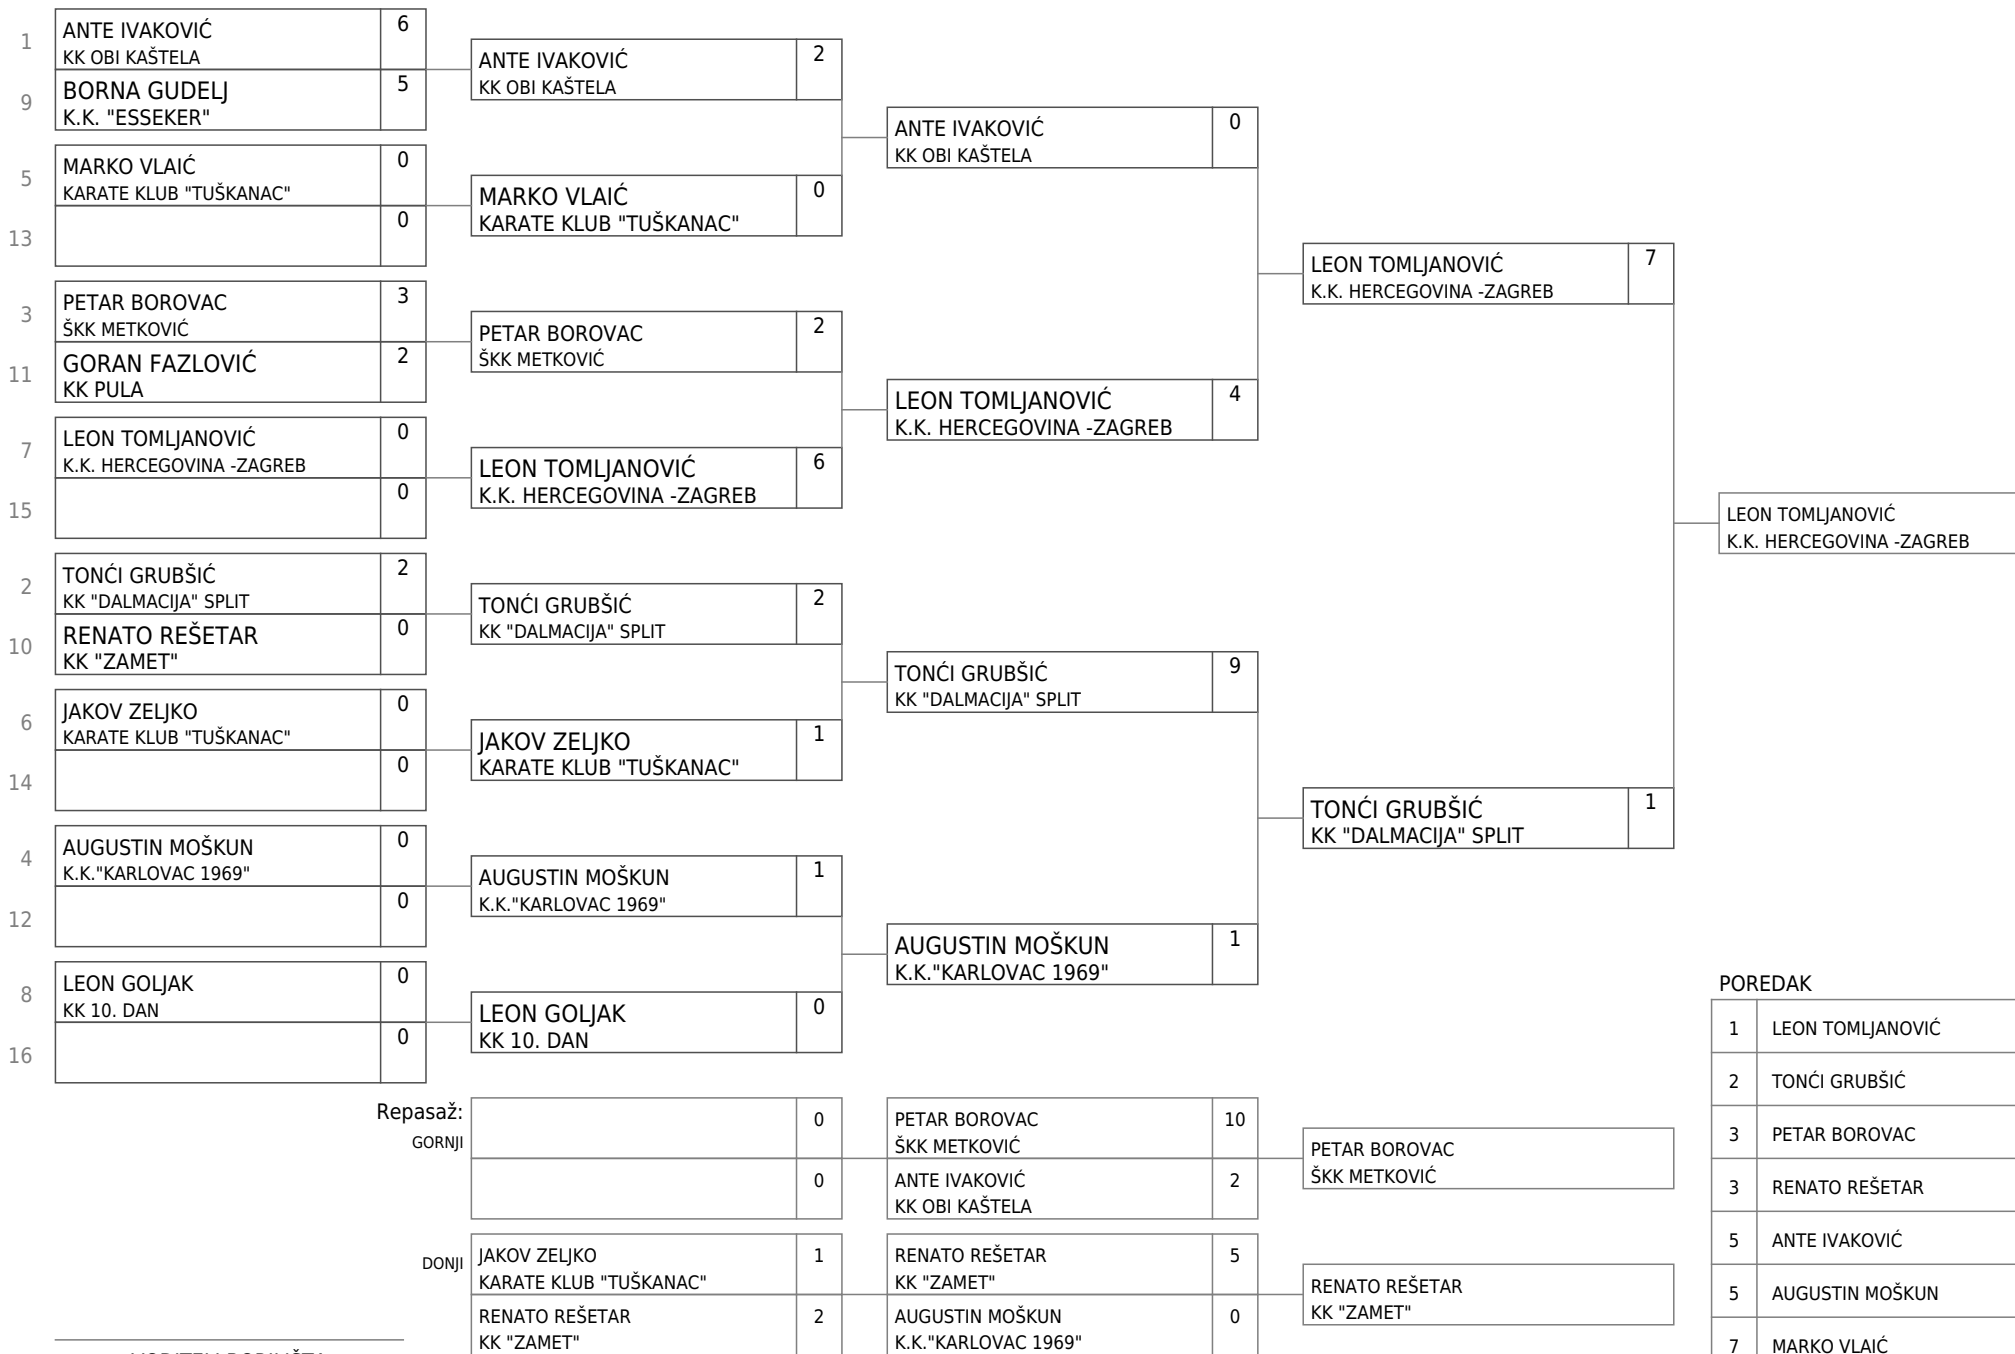 1
ANTE IVAKOVIĆ
6
KK OBI KAŠTELA
9
BORNA GUDELJ
5
K.K. "ESSEKER"
5
MARKO VLAIĆ
0
KARATE KLUB "TUŠKANAC"
13
0
3
PETAR BOROVAC
3
ŠKK METKOVIĆ
11
GORAN FAZLOVIĆ
2
KK PULA
7
LEON TOMLJANOVIĆ
0
K.K. HERCEGOVINA -ZAGREB
15
0
2
TONĆI GRUBŠIĆ
2
KK "DALMACIJA" SPLIT
10
RENATO REŠETAR
0
KK "ZAMET"
6
JAKOV ZELJKO
0
KARATE KLUB "TUŠKANAC"
14
0
4
AUGUSTIN MOŠKUN
0
K.K."KARLOVAC 1969"
12
0
8
LEON GOLJAK
0
KK 10. DAN
16
0
ANTE IVAKOVIĆ
2
KK OBI KAŠTELA
MARKO VLAIĆ
0
KARATE KLUB "TUŠKANAC"
PETAR BOROVAC
2
ŠKK METKOVIĆ
LEON TOMLJANOVIĆ
6
K.K. HERCEGOVINA -ZAGREB
TONĆI GRUBŠIĆ
2
KK "DALMACIJA" SPLIT
JAKOV ZELJKO
1
KARATE KLUB "TUŠKANAC"
AUGUSTIN MOŠKUN
1
K.K."KARLOVAC 1969"
LEON GOLJAK
0
KK 10. DAN
ANTE IVAKOVIĆ
0
KK OBI KAŠTELA
LEON TOMLJANOVIĆ
4
K.K. HERCEGOVINA -ZAGREB
TONĆI GRUBŠIĆ
9
KK "DALMACIJA" SPLIT
AUGUSTIN MOŠKUN
1
K.K."KARLOVAC 1969"
LEON TOMLJANOVIĆ
7
K.K. HERCEGOVINA -ZAGREB
TONĆI GRUBŠIĆ
1
KK "DALMACIJA" SPLIT
LEON TOMLJANOVIĆ
K.K. HERCEGOVINA -ZAGREB
Repasaž:
GORNJI
0
0
PETAR BOROVAC
10
ŠKK METKOVIĆ
ANTE IVAKOVIĆ
2
KK OBI KAŠTELA
PETAR BOROVAC
ŠKK METKOVIĆ
DONJI
JAKOV ZELJKO
1
KARATE KLUB "TUŠKANAC"
RENATO REŠETAR
2
KK "ZAMET"
RENATO REŠETAR
5
KK "ZAMET"
AUGUSTIN MOŠKUN
0
K.K."KARLOVAC 1969"
RENATO REŠETAR
KK "ZAMET"
POREDAK
1 LEON TOMLJANOVIĆ
2 TONĆI GRUBŠIĆ
3 PETAR BOROVAC
3 RENATO REŠETAR
5 ANTE IVAKOVIĆ
5 AUGUSTIN MOŠKUN
7 MARKO VLAIĆ